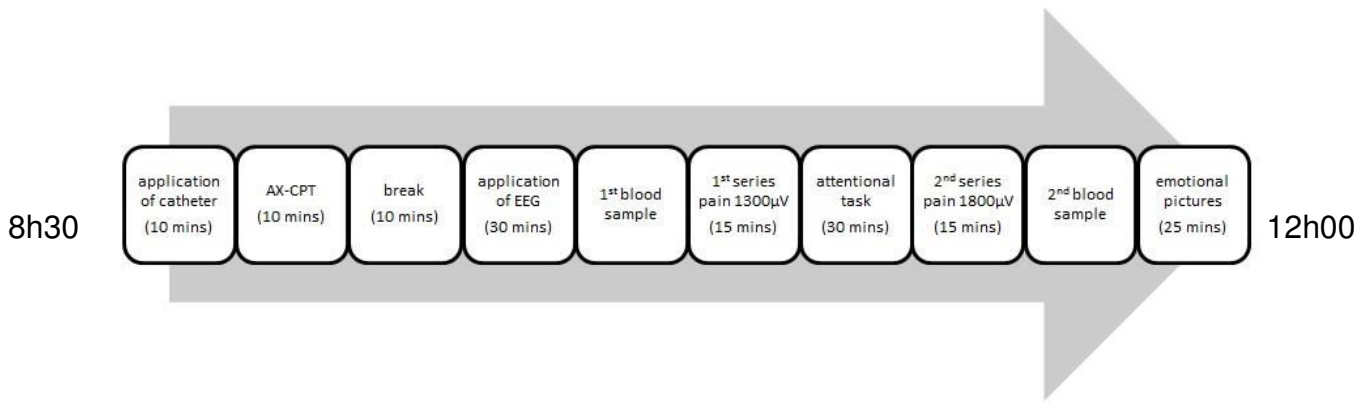 8h30
application
of catheter
(10 mins)
AX-CPT
(10 mins)
break
(10 mins)
application
of EEG
(30 mins)
1st blood
sample
1st series
pain 1300µV
(15 mins)
attentional
task
(30 mins)
2nd series
pain 1800µV
(15 mins)
2nd blood
sample
emotional
pictures
(25 mins)
12h00